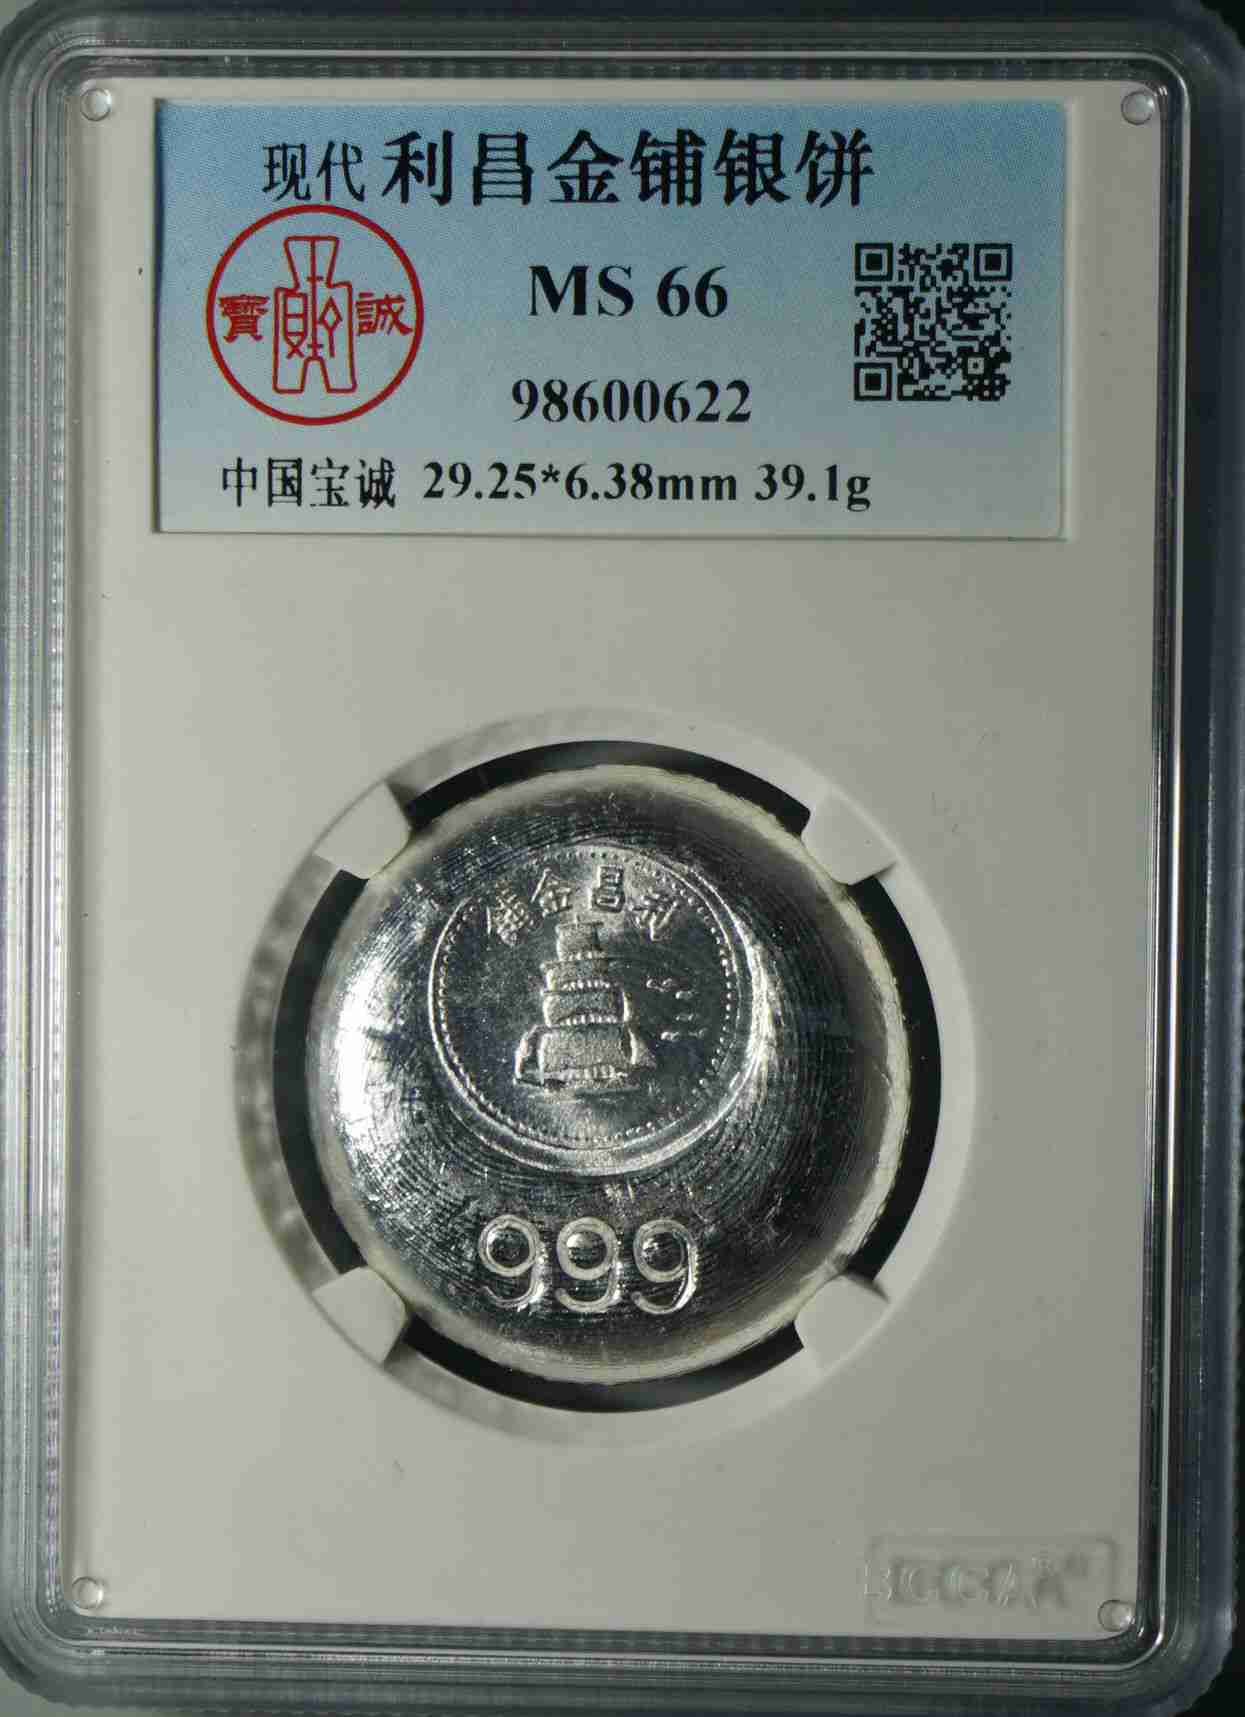 现代 利昌金铺银饼
寶 誠
MS 66
98600622
中国宝诚 29.25*6.38mm 39.1g
鋪金昌利
999